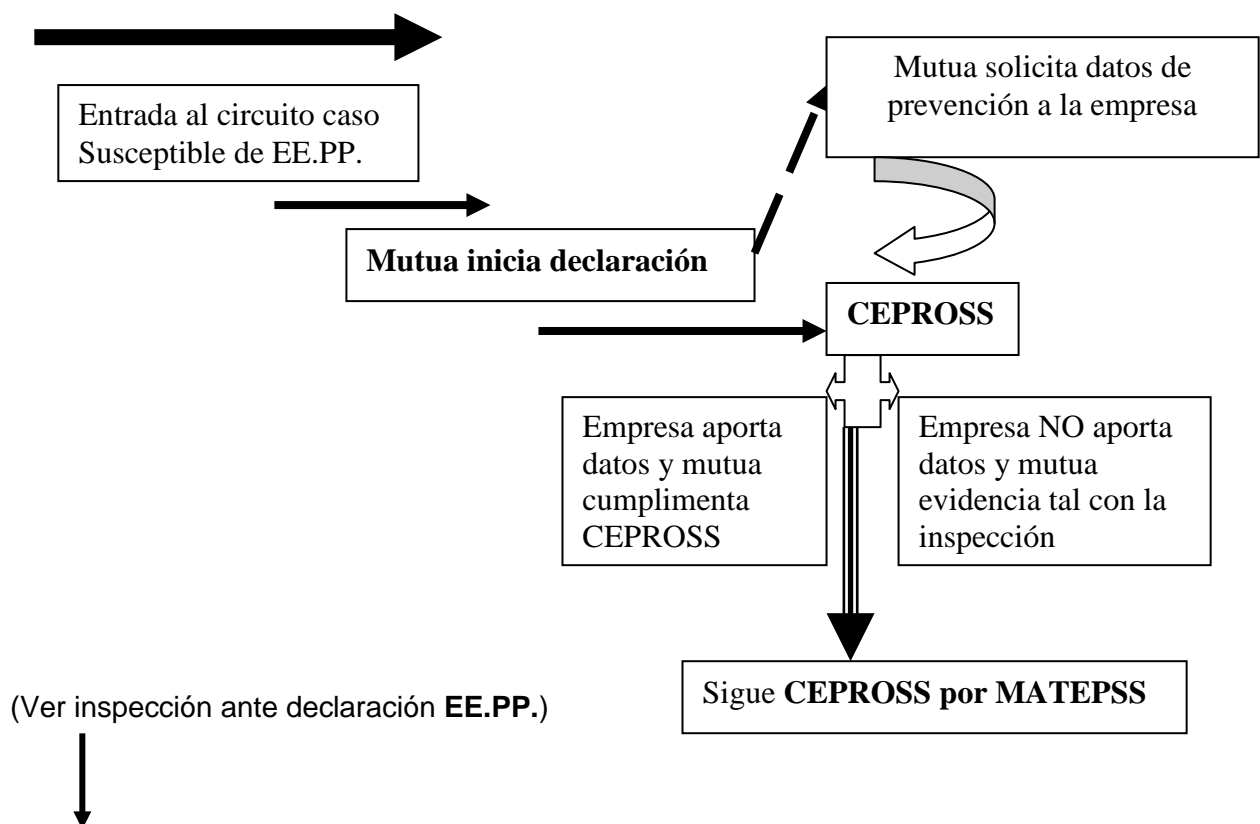 Mutua solicita datos de
prevención a la empresa
Entrada al circuito caso
Susceptible de EE.PP.
Mutua inicia declaración
CEPROSS
Empresa aporta
datos y mutua
cumplimenta
CEPROSS
Empresa NO aporta
datos y mutua
evidencia tal con la
inspección
Sigue CEPROSS por MATEPSS
(Ver inspección ante declaración EE.PP.)